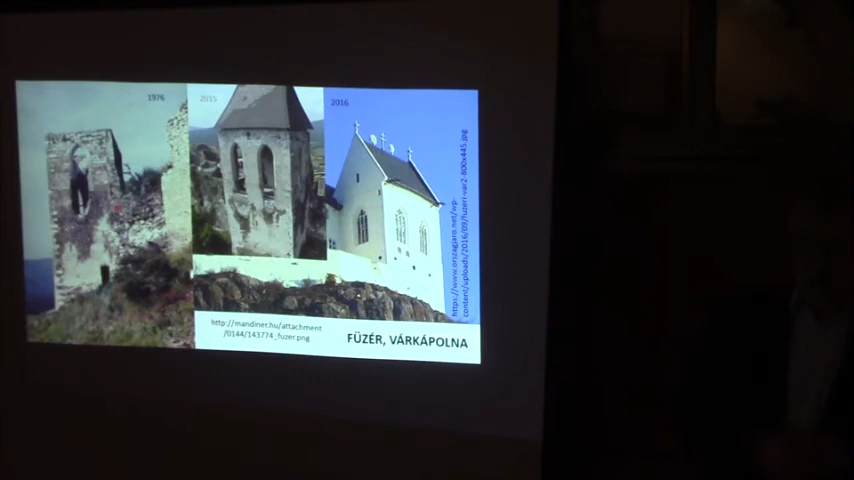 1976
2015
2016
https://www.orszagjaro.net/wp-
content/uploads/2016/09/fuzeri-var2-800x445.jpg
http://mandiner.hu/attachment
/0144/143774_fuzer.png
FÜZÉR, VÁRKÁPOLNA